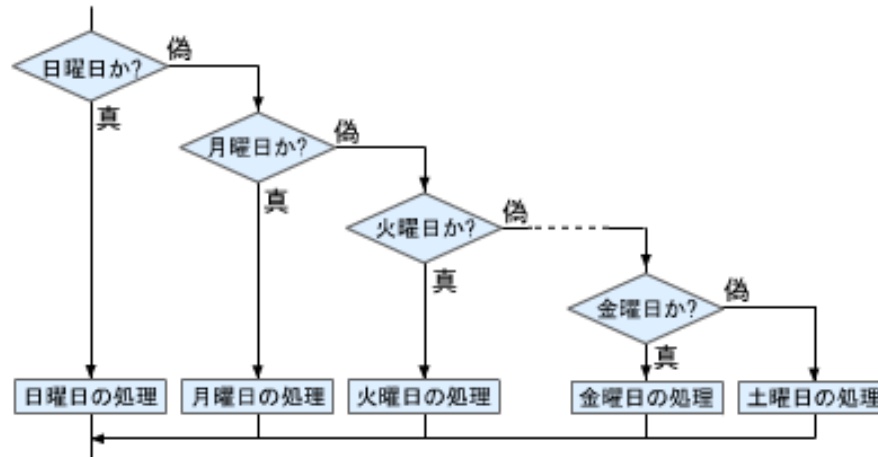 偽
日曜日か?
真
偽
月曜日か?
真
偽
火曜日か?
真
偽
金曜日か?
真
日曜日の処理
月曜日の処理
火曜日の処理
金曜日の処理
土曜日の処理